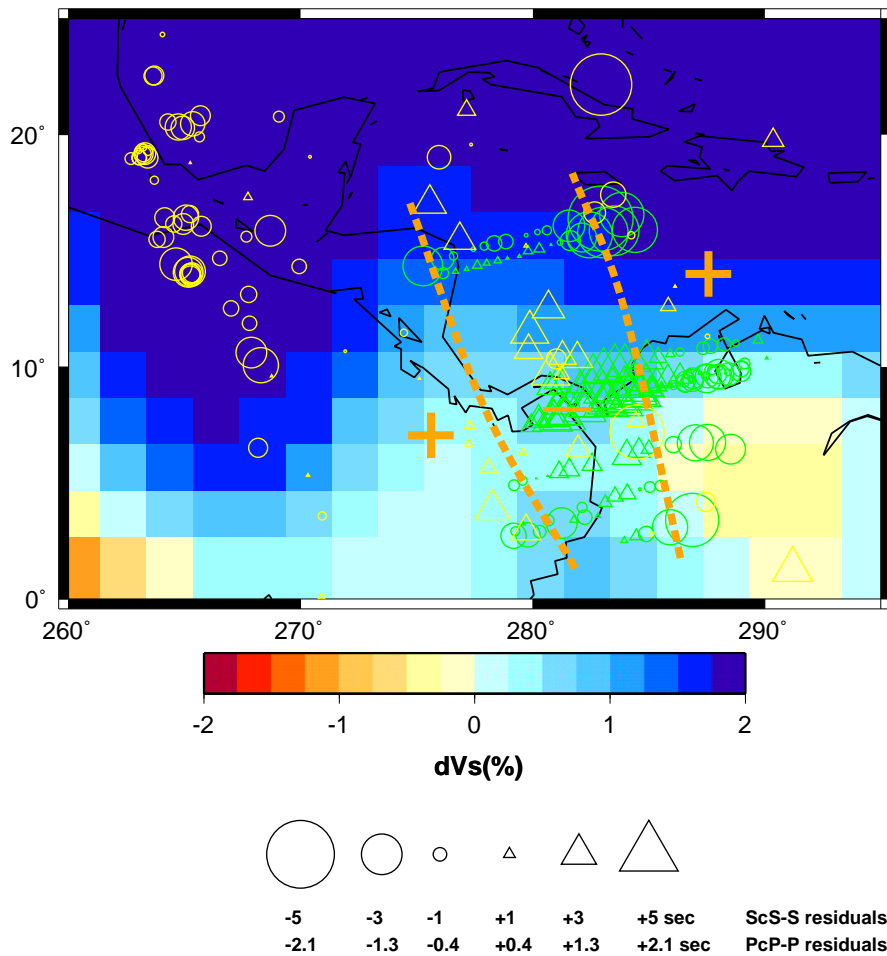 20°
10°
0°
260° 270° 280° 290°
-2 -1 0 1 2
dVs(%)
-5 -3 -1 +1 +3 +5 sec ScS-S residuals
-2.1 -1.3 -0.4 +0.4 +1.3 +2.1 sec PcP-P residuals